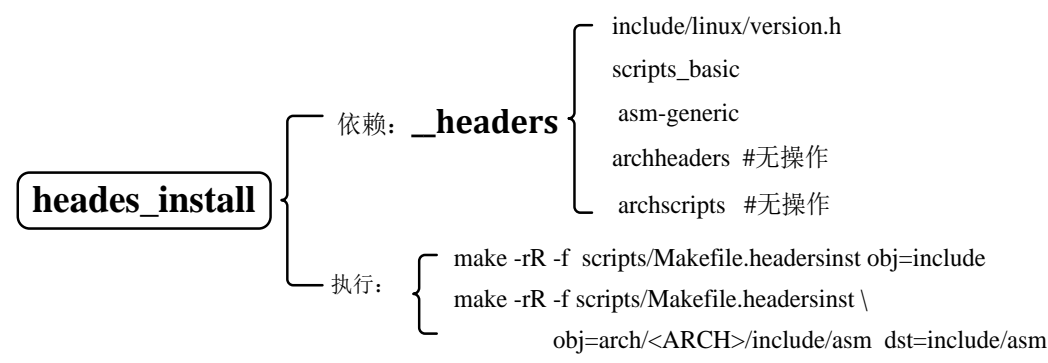 heades_install
依赖：__headers
include/linux/version.h
scripts_basic
asm-generic
archheaders #无操作
archscripts #无操作
执行：
make -rR -f scripts/Makefile.headersinst obj=include
make -rR -f scripts/Makefile.headersinst \
obj=arch/<ARCH>/include/asm dst=include/asm